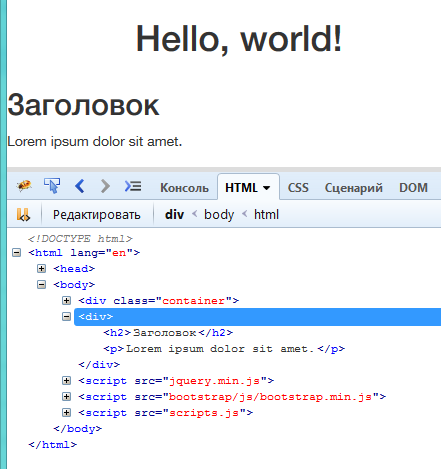 Hello, world!
Заголовок
Lorem ipsum dolor sit amet.
Консоль HTML CSS Сценарий DOM
Редактировать div < body < html
<!DOCTYPE html>
<html lang="en">
<head>
<body>
<div class="container">
<div>
<h2>Заголовок</h2>
<p>Lorem ipsum dolor sit amet.</p>
</div>
<script src="jquery.min.js">
<script src="bootstrap/js/bootstrap.min.js">
<script src="scripts.js">
</body>
</html>